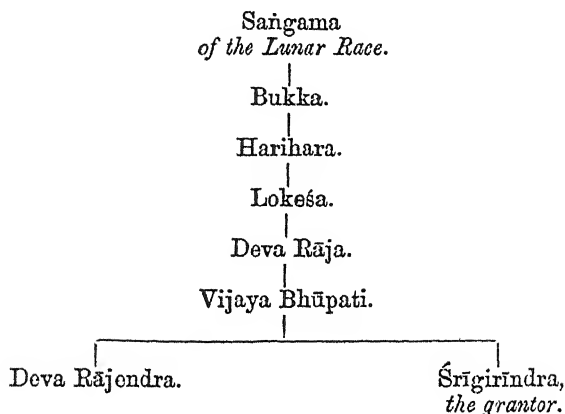 Saṅgama
of the Lunar Race.
Bukka.
Harihara.
Lokeśa.
Deva Rāja.
Vijaya Bhūpati.
Deva Rājendra. Śrīgirīndra,
the grantor.